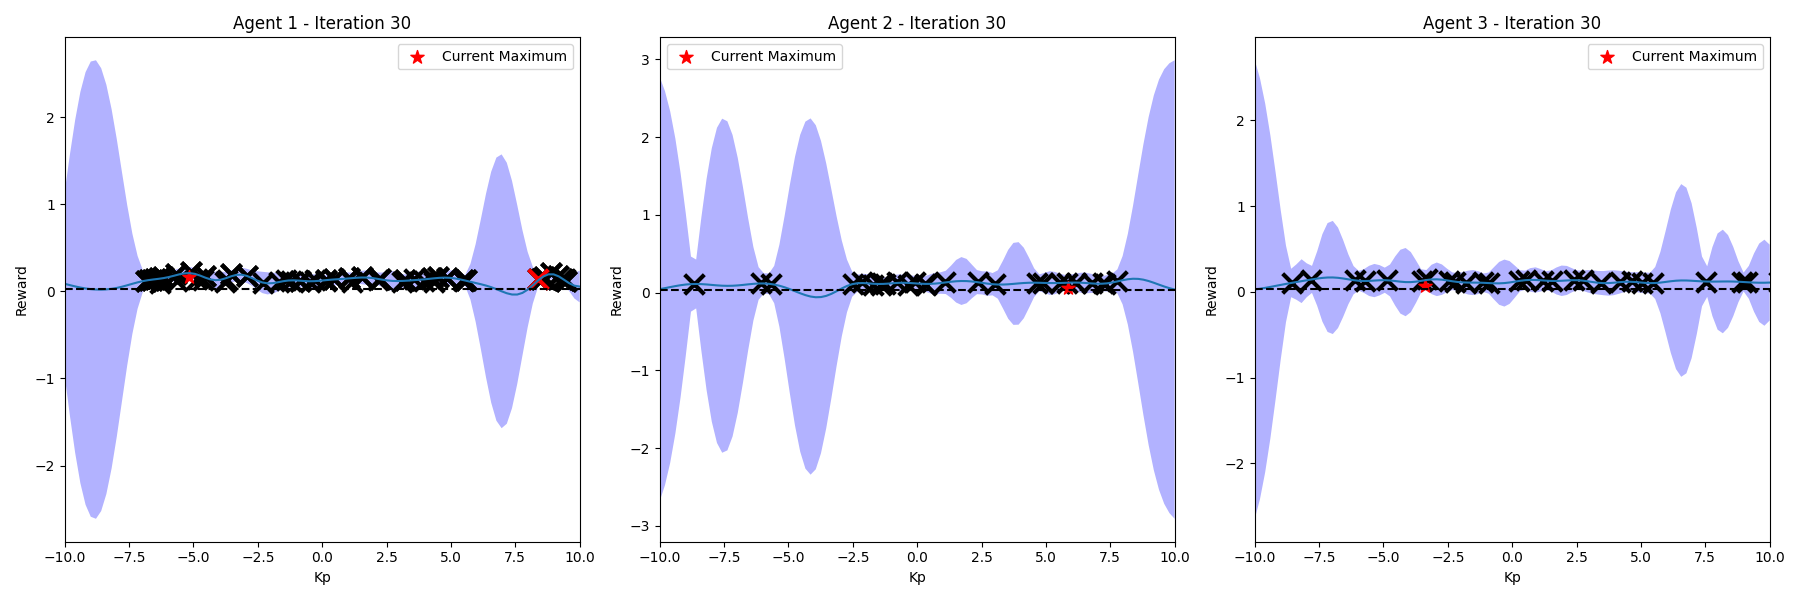 Agent 1 - Iteration 30
Current Maximum
Reward
2
1
0
−1
−2
−10.0 −7.5 −5.0 −2.5 0.0 2.5 5.0 7.5 10.0
Kp
Agent 2 - Iteration 30
Current Maximum
Reward
3
2
1
0
−1
−2
−3
−10.0 −7.5 −5.0 −2.5 0.0 2.5 5.0 7.5 10.0
Kp
Agent 3 - Iteration 30
Current Maximum
Reward
2
1
0
−1
−2
−10.0 −7.5 −5.0 −2.5 0.0 2.5 5.0 7.5 10.0
Kp